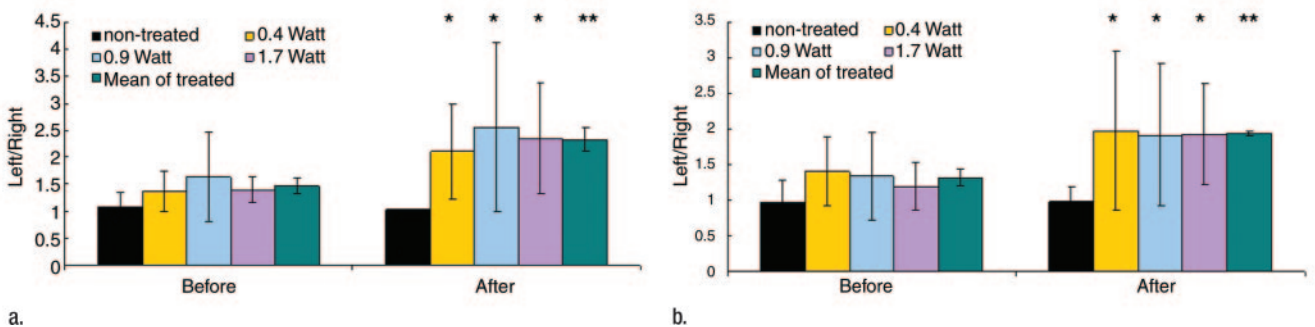 4.5
4
3.5
3
2.5
2
1.5
1
0.5
0
Left/Right
non-treated
0.4 Watt
0.9 Watt
1.7 Watt
Mean of treated
* * * **
Before
After
a.
3.5
3
2.5
2
1.5
1
0.5
0
Left/Right
non-treated
0.4 Watt
0.9 Watt
1.7 Watt
Mean of treated
* * * **
Before
After
b.